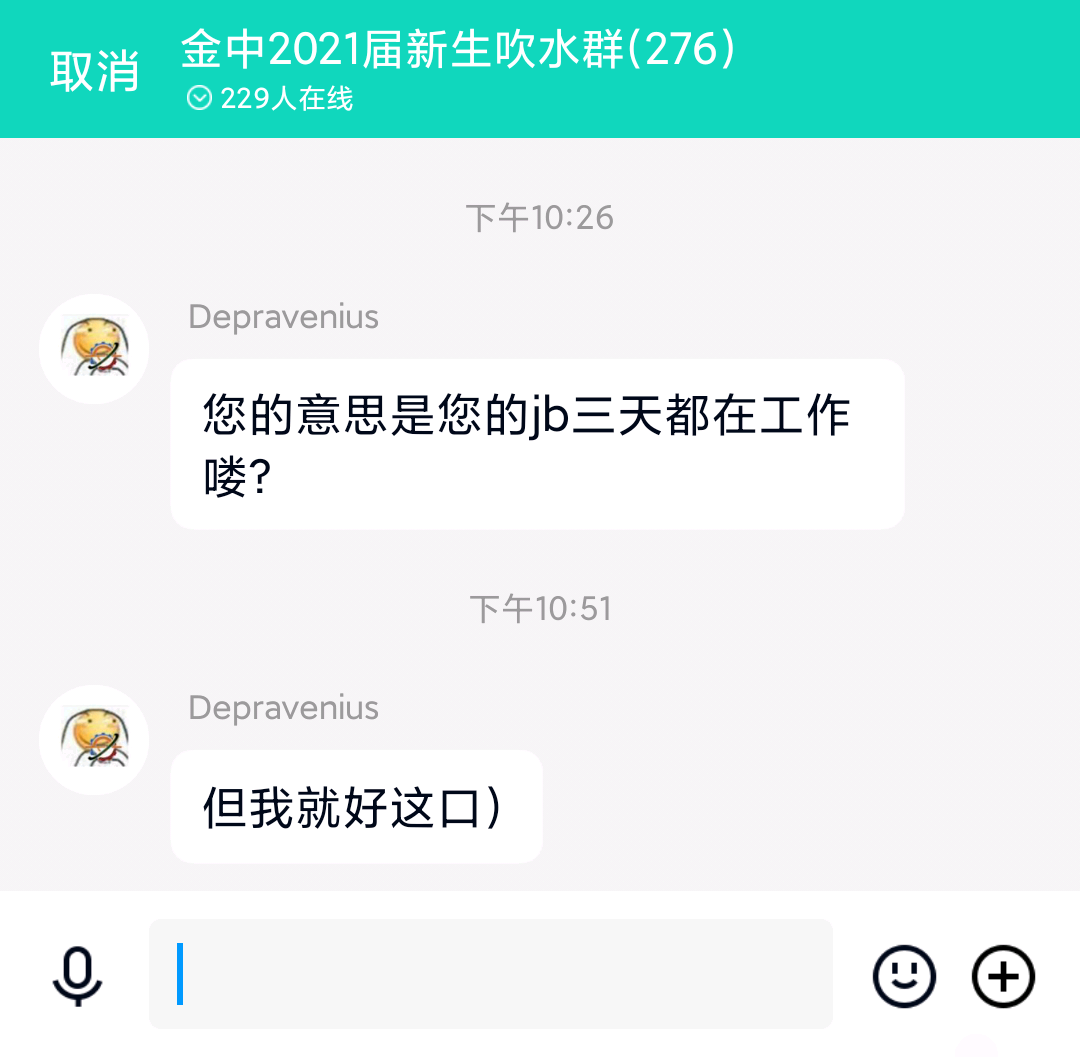 取消
金中2021届新生吹水群(276)
229人在线
下午10:26
Depravenius
您的意思是您的jb三天都在工作
喽?
下午10:51
Depravenius
但我就好这口)